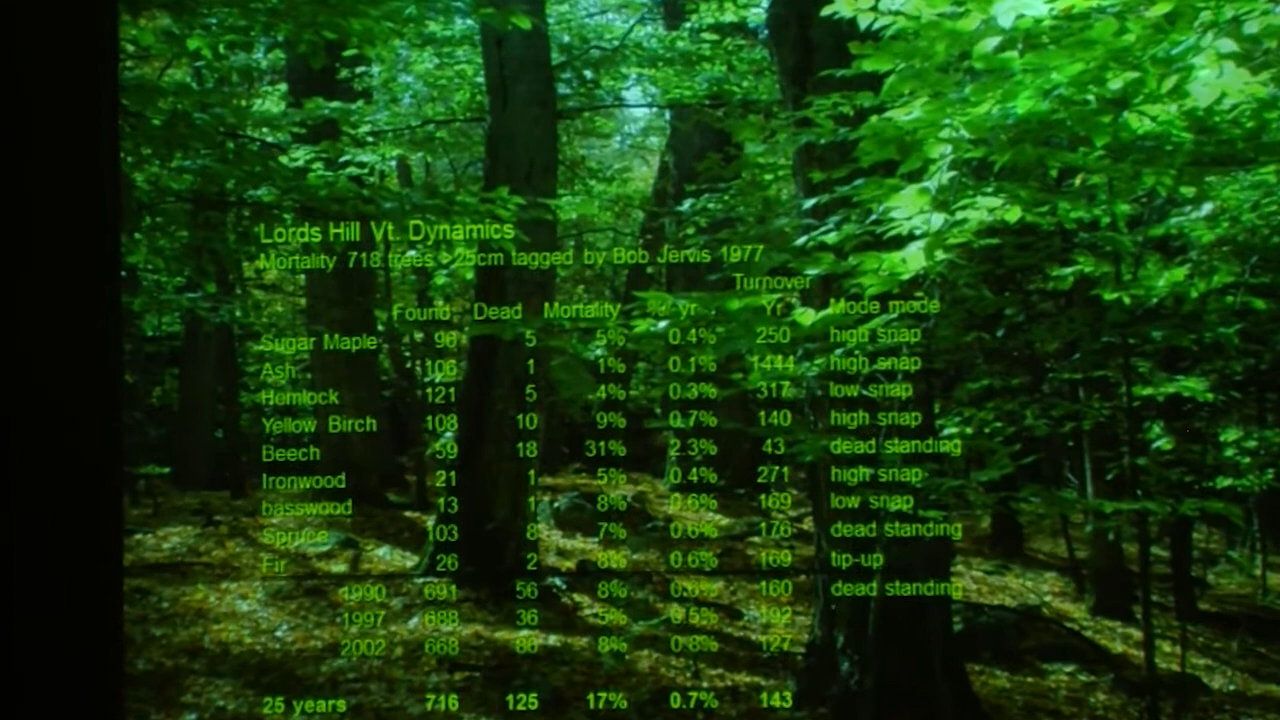 Lords Hill Vt. Dynamics
Mortality 718 trees >25cm tagged by Bob Jervis 1977
Turnover
Found Dead Mortality %/ yr Yr Mode mode
Sugar Maple 96 5 5% 0.4% 250 high snap
Ash 106 1 1% 0.1% 1444 high snap
Hemlock 121 5 4% 0.3% 317 low snap
Yellow Birch 108 10 9% 0.7% 140 high snap
Beech 59 18 31% 2.3% 43 dead standing
Ironwood 21 1 5% 0.4% 271 high snap
basswood 13 1 8% 0.6% 169 low snap
Spruce 103 8 7% 0.6% 176 dead standing
Fir 26 2 8% 0.6% 169 tip-up
1990 691 56 8% 160 dead standing
1997 688 36 5% 0.5% 192
2002 668 8% 0.8% 127
25 years 716 125 17% 0.7% 143